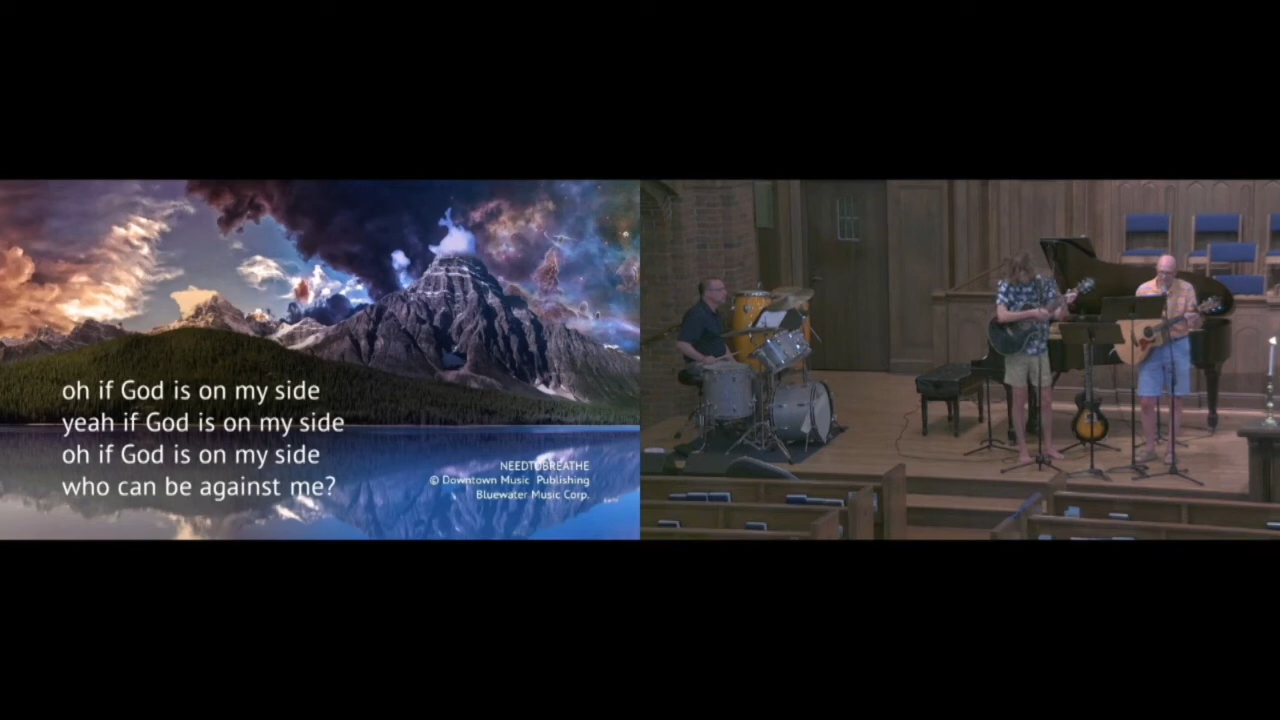 oh if God is on my side
yeah if God is on my side
oh if God is on my side
who can be against me?
NEEDTOBREATHE
© Downtown Music Publishing
Bluewater Music Corp.